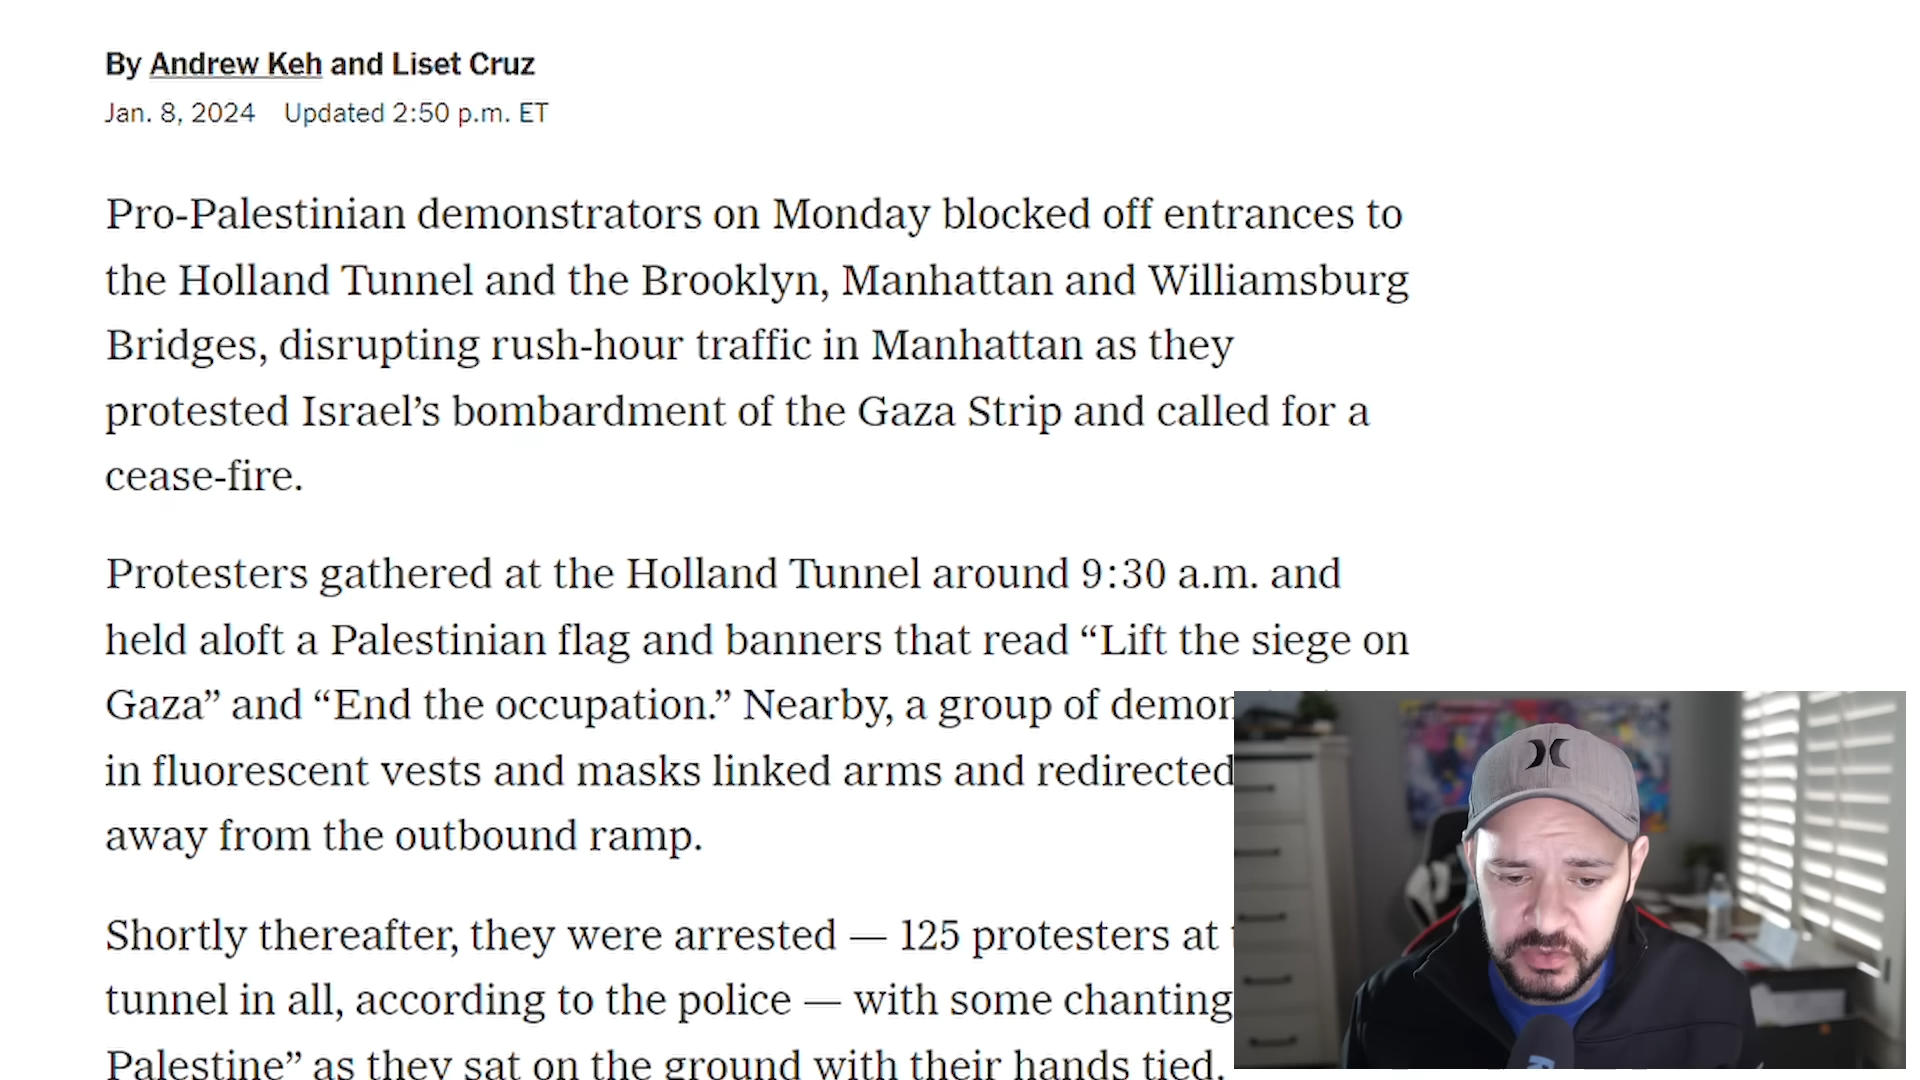 By Andrew Keh and Liset Cruz
Jan. 8, 2024 Updated 2:50 p.m. ET
Pro-Palestinian demonstrators on Monday blocked off entrances to
the Holland Tunnel and the Brooklyn, Manhattan and Williamsburg
Bridges, disrupting rush-hour traffic in Manhattan as they
protested Israel’s bombardment of the Gaza Strip and called for a
cease-fire.
Protesters gathered at the Holland Tunnel around 9:30 a.m. and
held aloft a Palestinian flag and banners that read “Lift the siege on
Gaza” and “End the occupation.” Nearby, a group of
in fluorescent vests and masks linked arms and redirected
away from the outbound ramp.
Shortly thereafter, they were arrested — 125 protesters at
tunnel in all, according to the police — with some chanting
Palestine” as they sat on the ground with their hands tied.